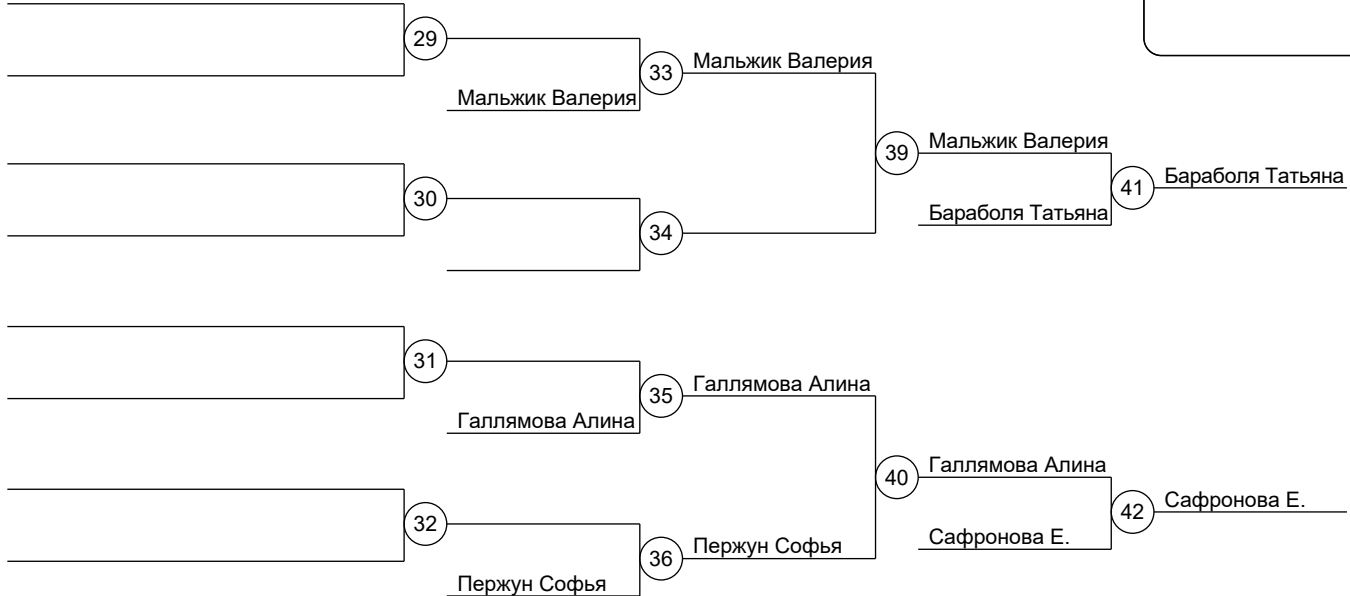 29
33
Мальжик Валерия
Мальжик Валерия
39
Мальжик Валерия
30
41
Бараболя Татьяна
34
Бараболя Татьяна
31
35
Галлямова Алина
Галлямова Алина
40
Галлямова Алина
32
42
Сафронова Е.
36
Пержун Софья
Сафронова Е.
Пержун Софья